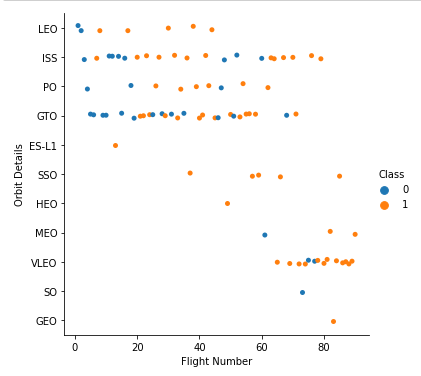 LEO
ISS
PO
GTO
ES-L1
SSO
HEO
MEO
VLEO
SO
GEO
Orbit Details
0 20 40 60 80
Flight Number
Class
0
1